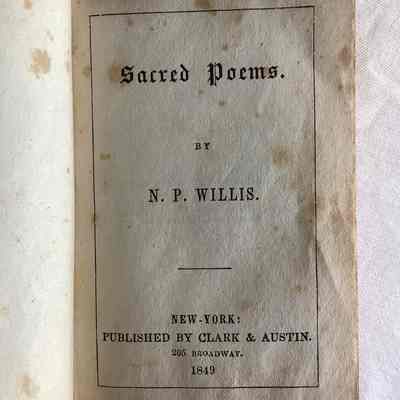 Sacred Poems.
BY
N. P. WILLIS.
NEW-YORK:
PUBLISHED BY CLARK & AUSTIN.
205 BROADWAY.
1849